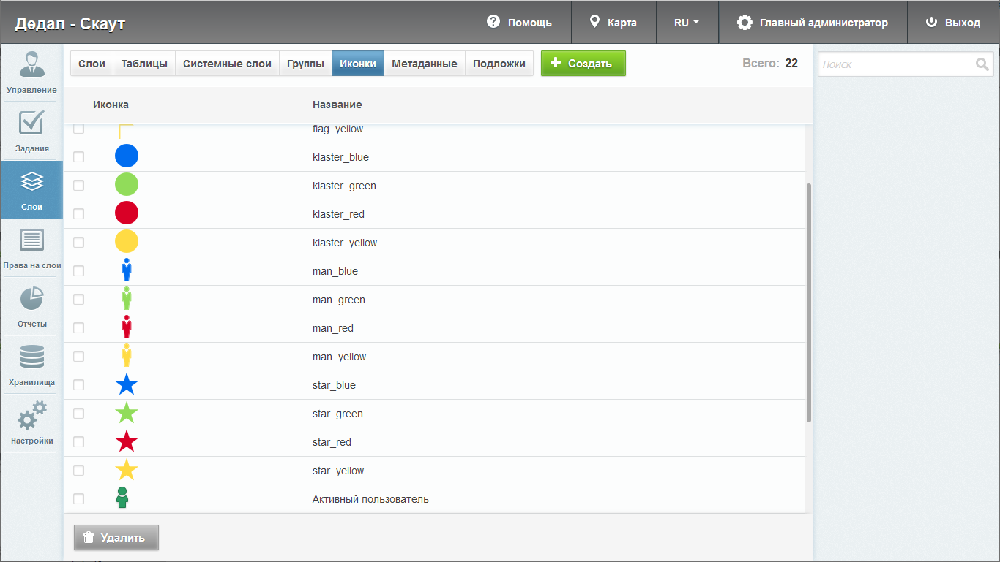 Дедал - Скаут
Помощь
Карта
RU
Главный администратор
Выход
Управление
Задания
Слои
Права на слои
Отчеты
Хранилища
Настройки
Слои Таблицы Системные слои Группы Иконки Метаданные Подложки
Создать
Всего: 22
Поиск
Иконка Название
flag_yellow
klaster_blue
klaster_green
klaster_red
klaster_yellow
man_blue
man_green
man_red
man_yellow
star_blue
star_green
star_red
star_yellow
Активный пользователь
Удалить